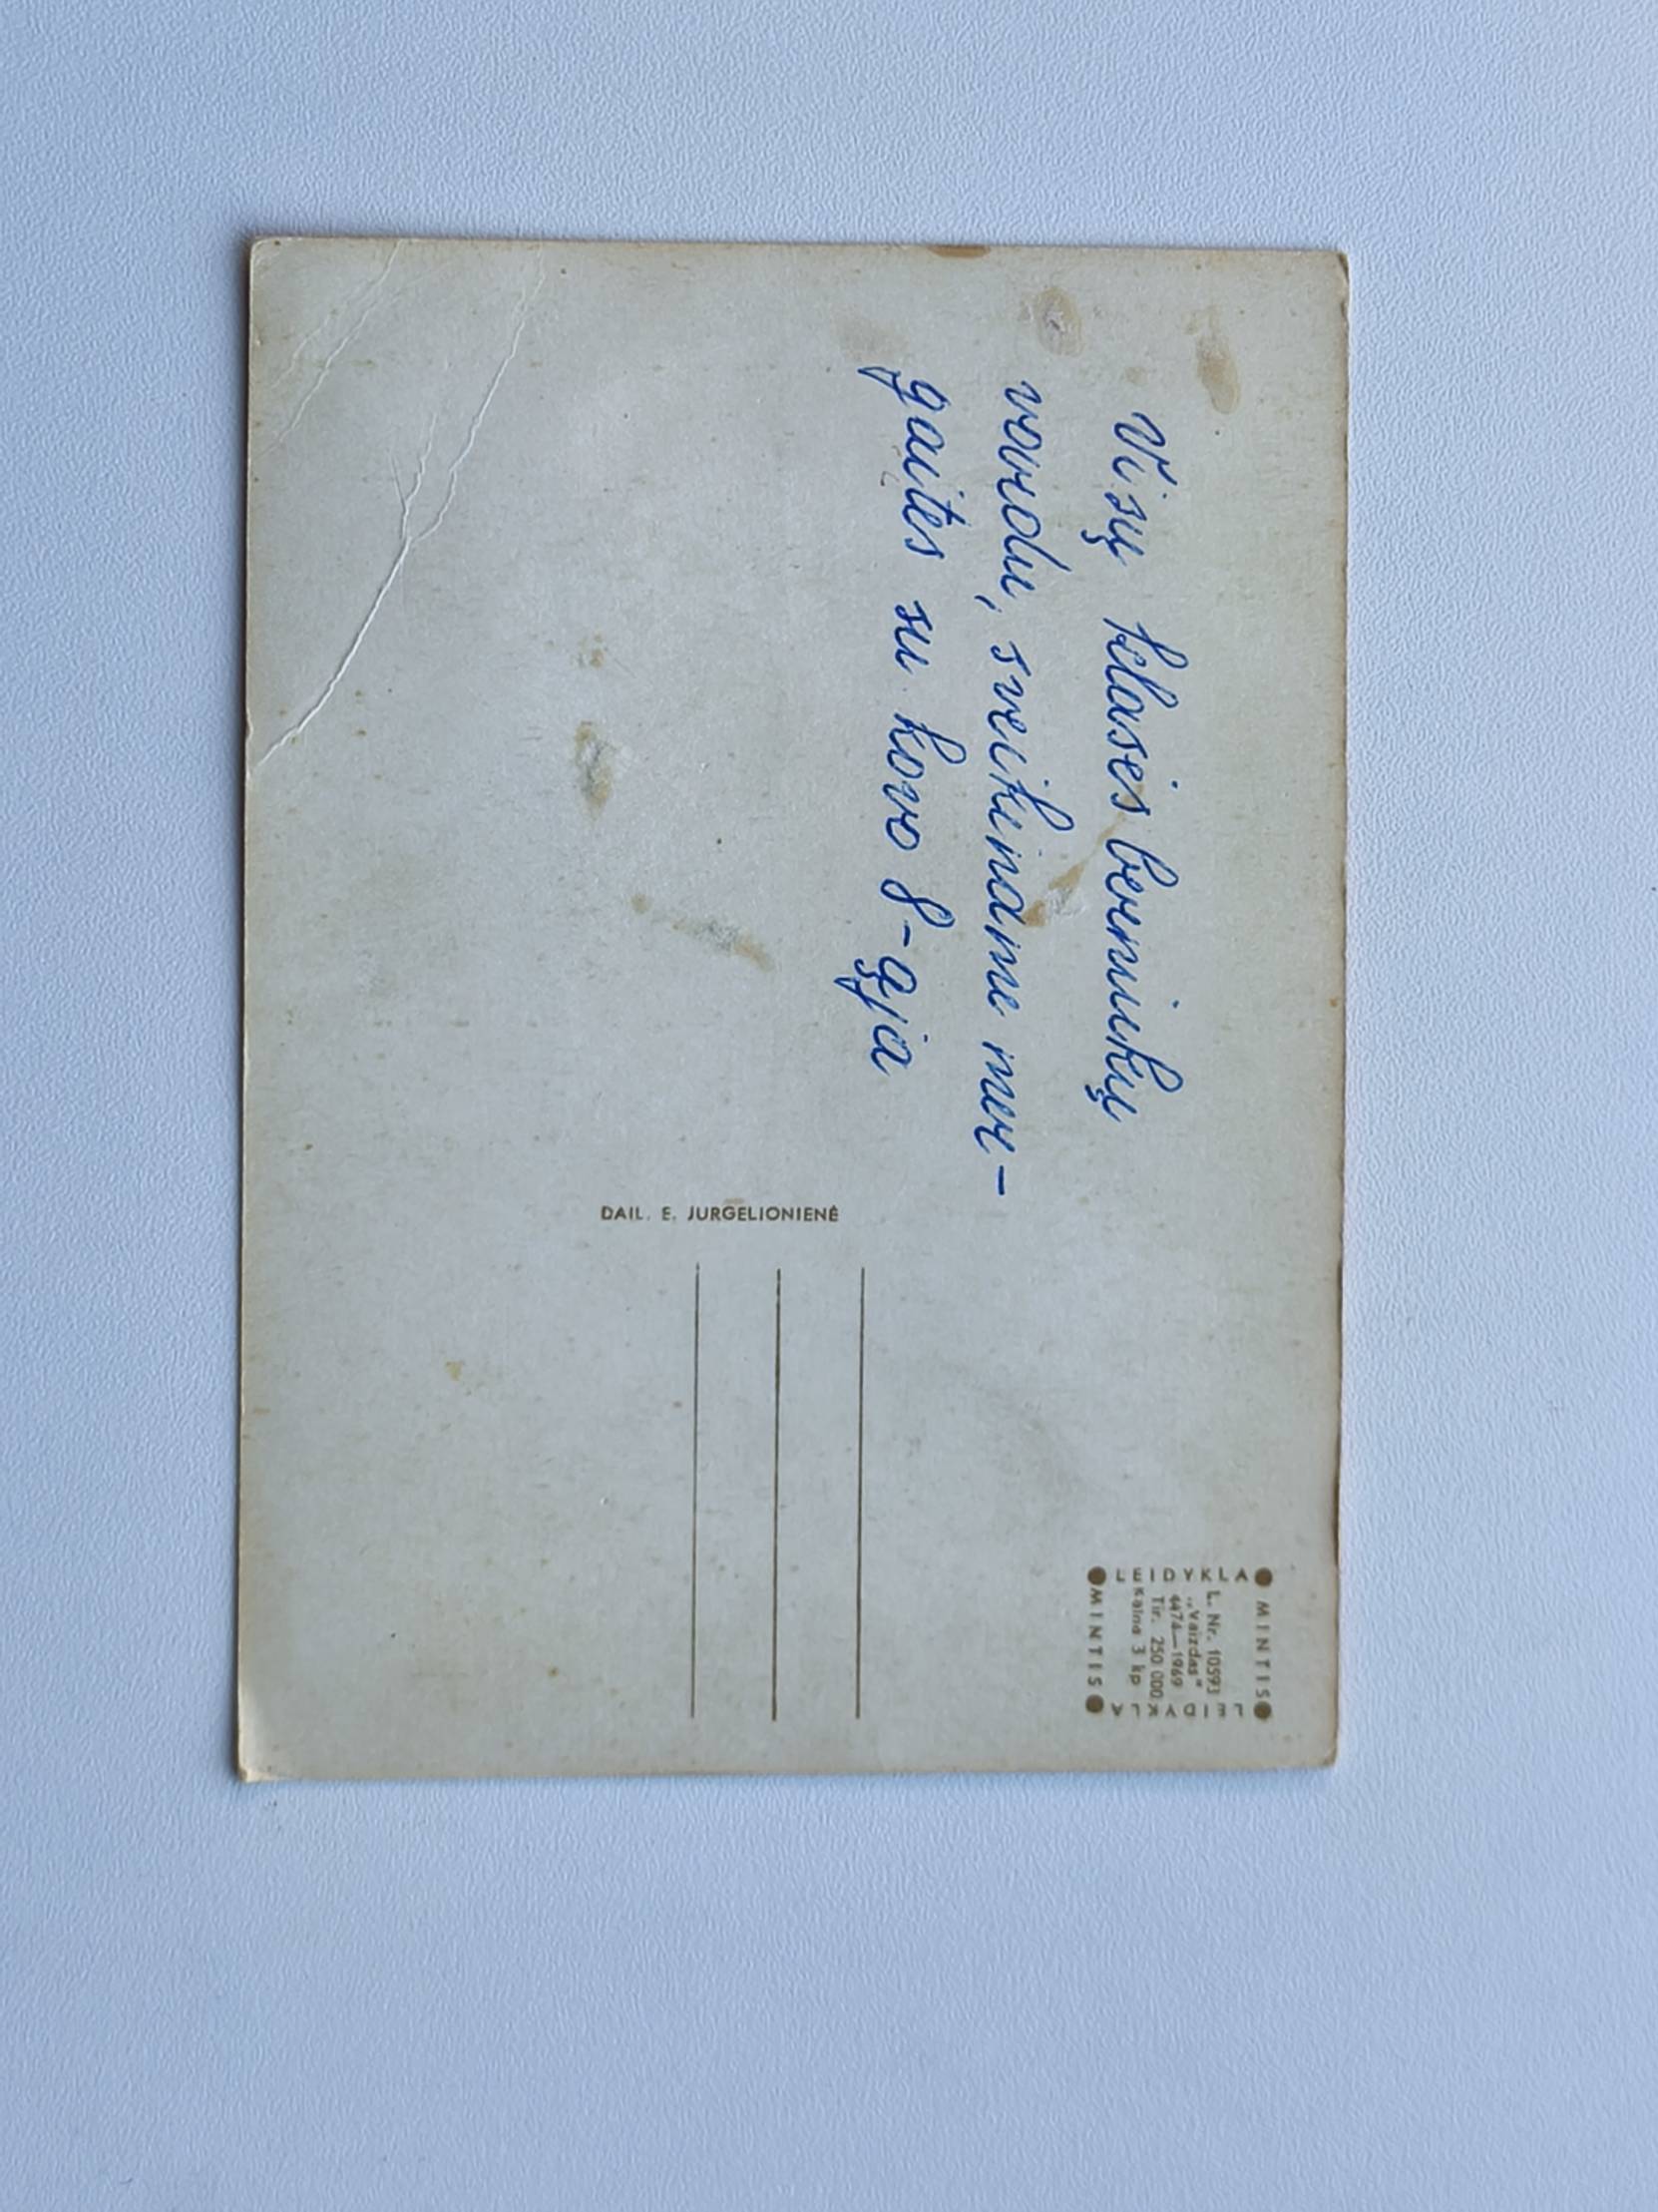 Visų klasės berniukų
vardu, sveikiname mer-
gaites su kovo 8-ąja
DAIL. E. JURGELIONIENĖ
LEIDYKLA
MINTIS
L. Nr. 10593
„Vaizdas"
4474—1969
Tir. 250 000
Kaina 3 kp
MINTIS
LEIDYKLA